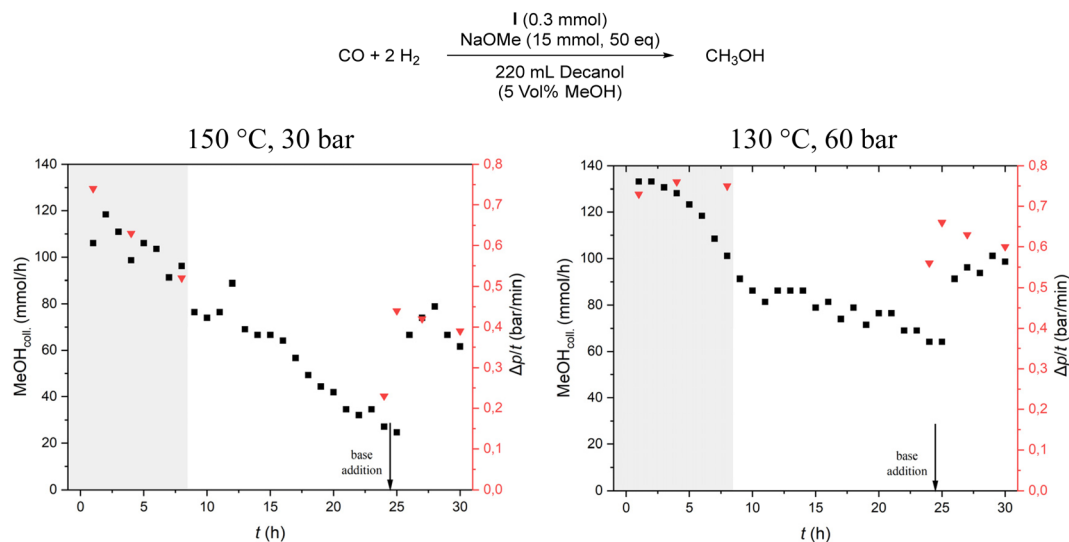 I (0.3 mmol)
NaOMe (15 mmol, 50 eq)
CO + 2 H₂
CH₃OH
220 mL Decanol
(5 Vol% MeOH)
150 °C, 30 bar
140
120
100
80
60
40
20
0
MeOHcoll. (mmol/h)
0,8
0,7
0,6
0,5
0,4
0,3
0,2
0,1
0,0
Δp/t (bar/min)
base
addition
0 5 10 15 20 25 30
t (h)
130 °C, 60 bar
140
120
100
80
60
40
20
0
MeOHcoll. (mmol/h)
0,8
0,7
0,6
0,5
0,4
0,3
0,2
0,1
0,0
Δp/t (bar/min)
base
addition
0 5 10 15 20 25 30
t (h)